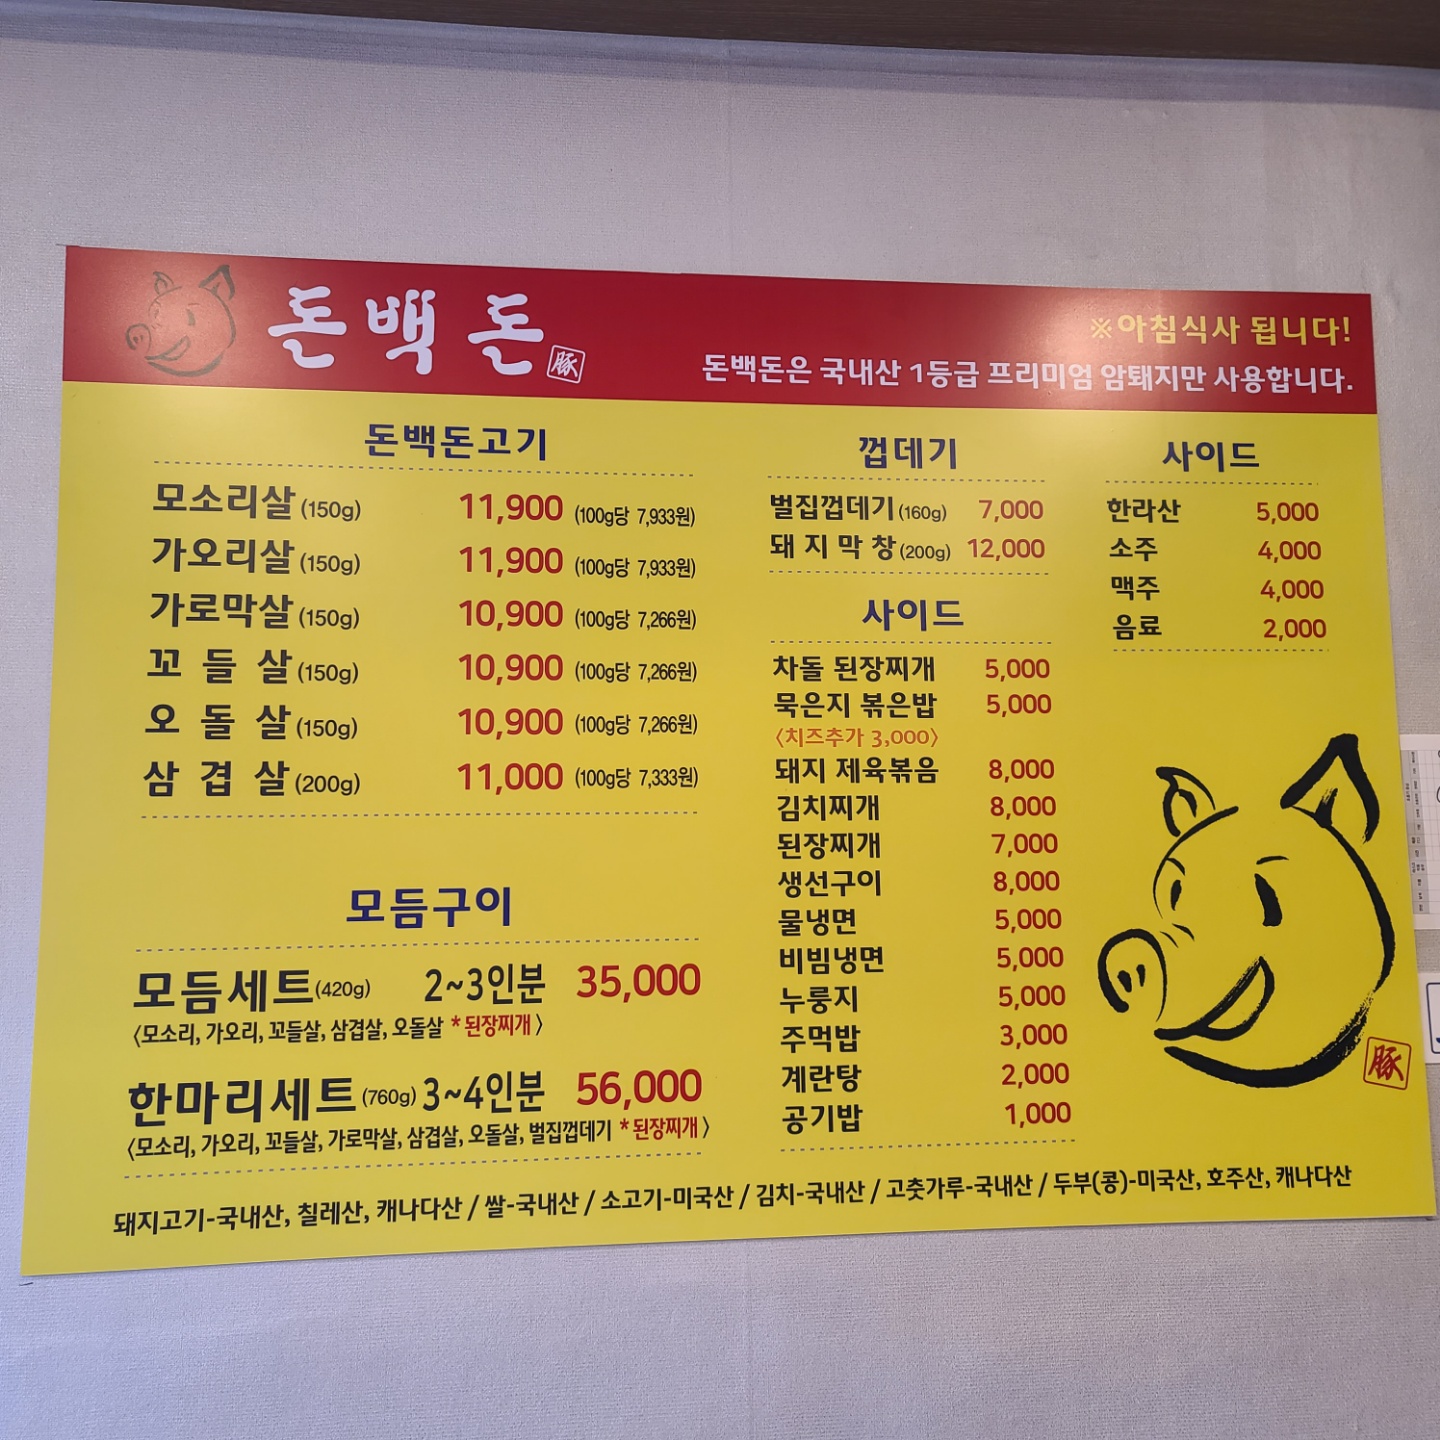 돈백돈 豚
※아침식사 됩니다!
돈백돈은 국내산 1등급 프리미엄 암퇘지만 사용합니다.
돈백돈고기
모소리살 (150g) 11,900 (100g당 7,933원)
가오리살 (150g) 11,900 (100g당 7,933원)
가로막살 (150g) 10,900 (100g당 7,266원)
꼬들살 (150g) 10,900 (100g당 7,266원)
오돌살 (150g) 10,900 (100g당 7,266원)
삼겹살 (200g) 11,000 (100g당 7,333원)
모듬구이
모듬세트(420g) 2~3인분 35,000
〈모소리, 가오리, 꼬들살, 삼겹살, 오돌살 *된장찌개〉
한마리세트(760g) 3~4인분 56,000
〈모소리, 가오리, 꼬들살, 가로막살, 삼겹살, 오돌살, 벌집껍데기 *된장찌개〉
껍데기
벌집껍데기(160g) 7,000
돼지막창(200g) 12,000
사이드
차돌 된장찌개 5,000
묵은지 볶은밥 5,000
〈치즈추가 3,000〉
돼지 제육볶음 8,000
김치찌개 8,000
된장찌개 7,000
생선구이 8,000
물냉면 5,000
비빔냉면 5,000
누룽지 5,000
주먹밥 3,000
계란탕 2,000
공기밥 1,000
사이드
한라산 5,000
소주 4,000
맥주 4,000
음료 2,000
豚
돼지고기-국내산, 칠레산, 캐나다산 / 쌀-국내산 / 소고기-미국산 / 김치-국내산 / 고춧가루-국내산 / 두부(콩)-미국산, 호주산, 캐나다산